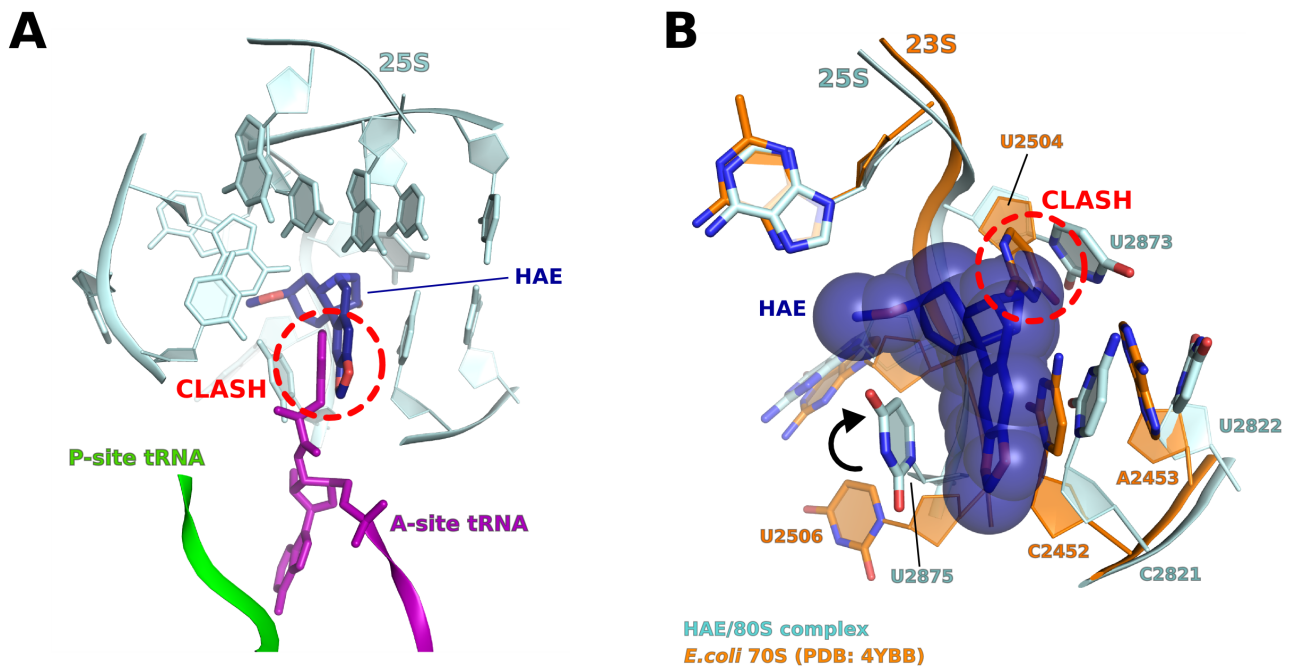 A
25S
HAE
CLASH
P-site tRNA
A-site tRNA
B
23S
25S
U2504
CLASH
U2873
HAE
U2822
A2453
U2506
C2452
U2875
C2821
HAE/80S complex
E.coli 70S (PDB: 4YBB)